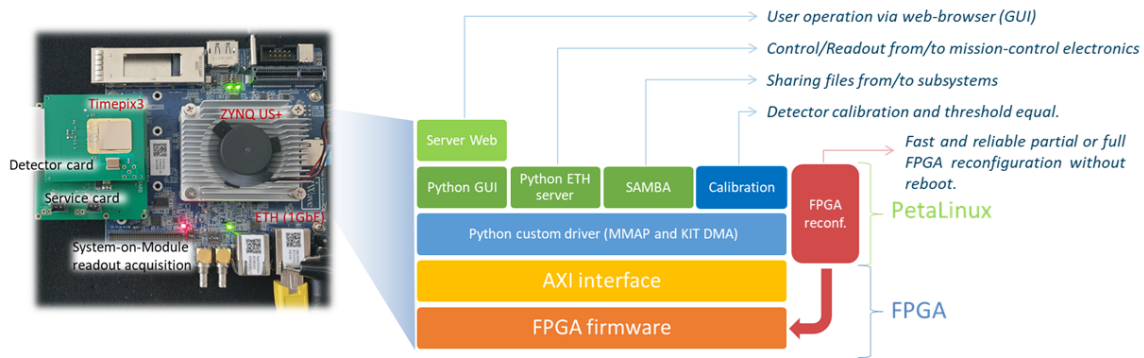 Timepix3
ZYNQ US+
Detector card
Service card
ETH (1GbE)
System-on-Module
readout acquisition
User operation via web-browser (GUI)
Control/Readout from/to mission-control electronics
Sharing files from/to subsystems
Detector calibration and threshold equal.
Fast and reliable partial or full
FPGA reconfiguration without
reboot.
Server Web
Python GUI
Python ETH
server
SAMBA
Calibration
FPGA
reconf.
Python custom driver (MMAP and KIT DMA)
AXI interface
FPGA firmware
PetaLinux
FPGA